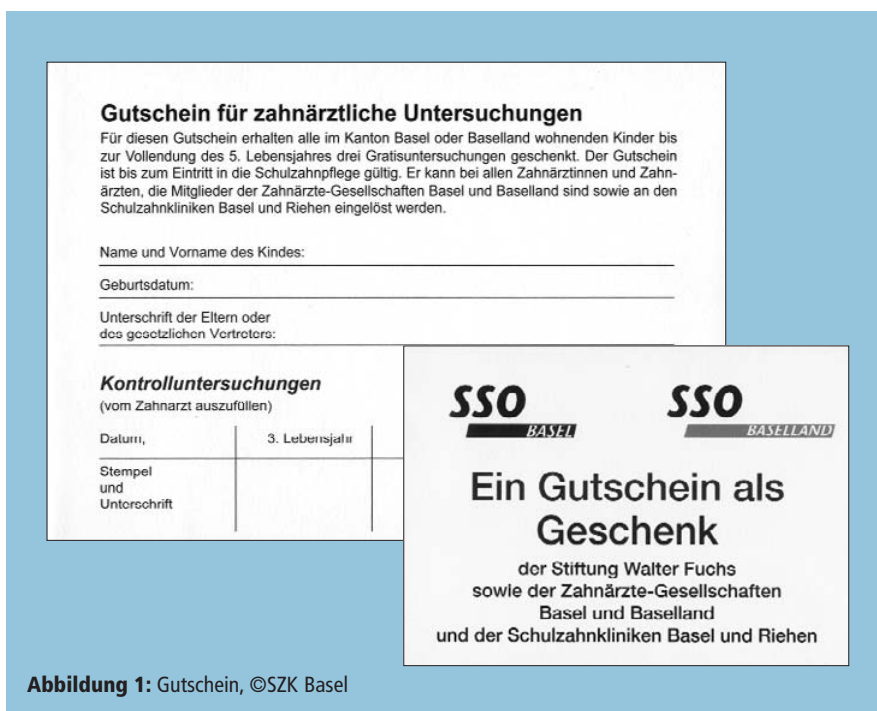 Gutschein für zahnärztliche Untersuchungen
Für diesen Gutschein erhalten alle im Kanton Basel oder Baselland wohnenden Kinder bis
zur Vollendung des 5. Lebensjahres drei Gratisuntersuchungen geschenkt. Der Gutschein
ist bis zum Eintritt in die Schulzahnpflege gültig. Er kann bei allen Zahnärztinnen und Zahn-
ärzten, die Mitglieder der Zahnärzte-Gesellschaften Basel und Baselland sind sowie an den
Schulzahnkliniken Basel und Riehen eingelöst werden.
Name und Vorname des Kindes:
Geburtsdatum:
Unterschrift der Eltern oder
des gesetzlichen Vertreters:
Kontrolluntersuchungen
(vom Zahnarzt auszufüllen)
Datum, 3. Lebensjahr
Stempel
und
Unterschrift
SSO BASEL
SSO BASELLAND
Ein Gutschein als
Geschenk
der Stiftung Walter Fuchs
sowie der Zahnärzte-Gesellschaften
Basel und Baselland
und der Schulzahnkliniken Basel und Riehen
Abbildung 1: Gutschein, ©SZK Basel